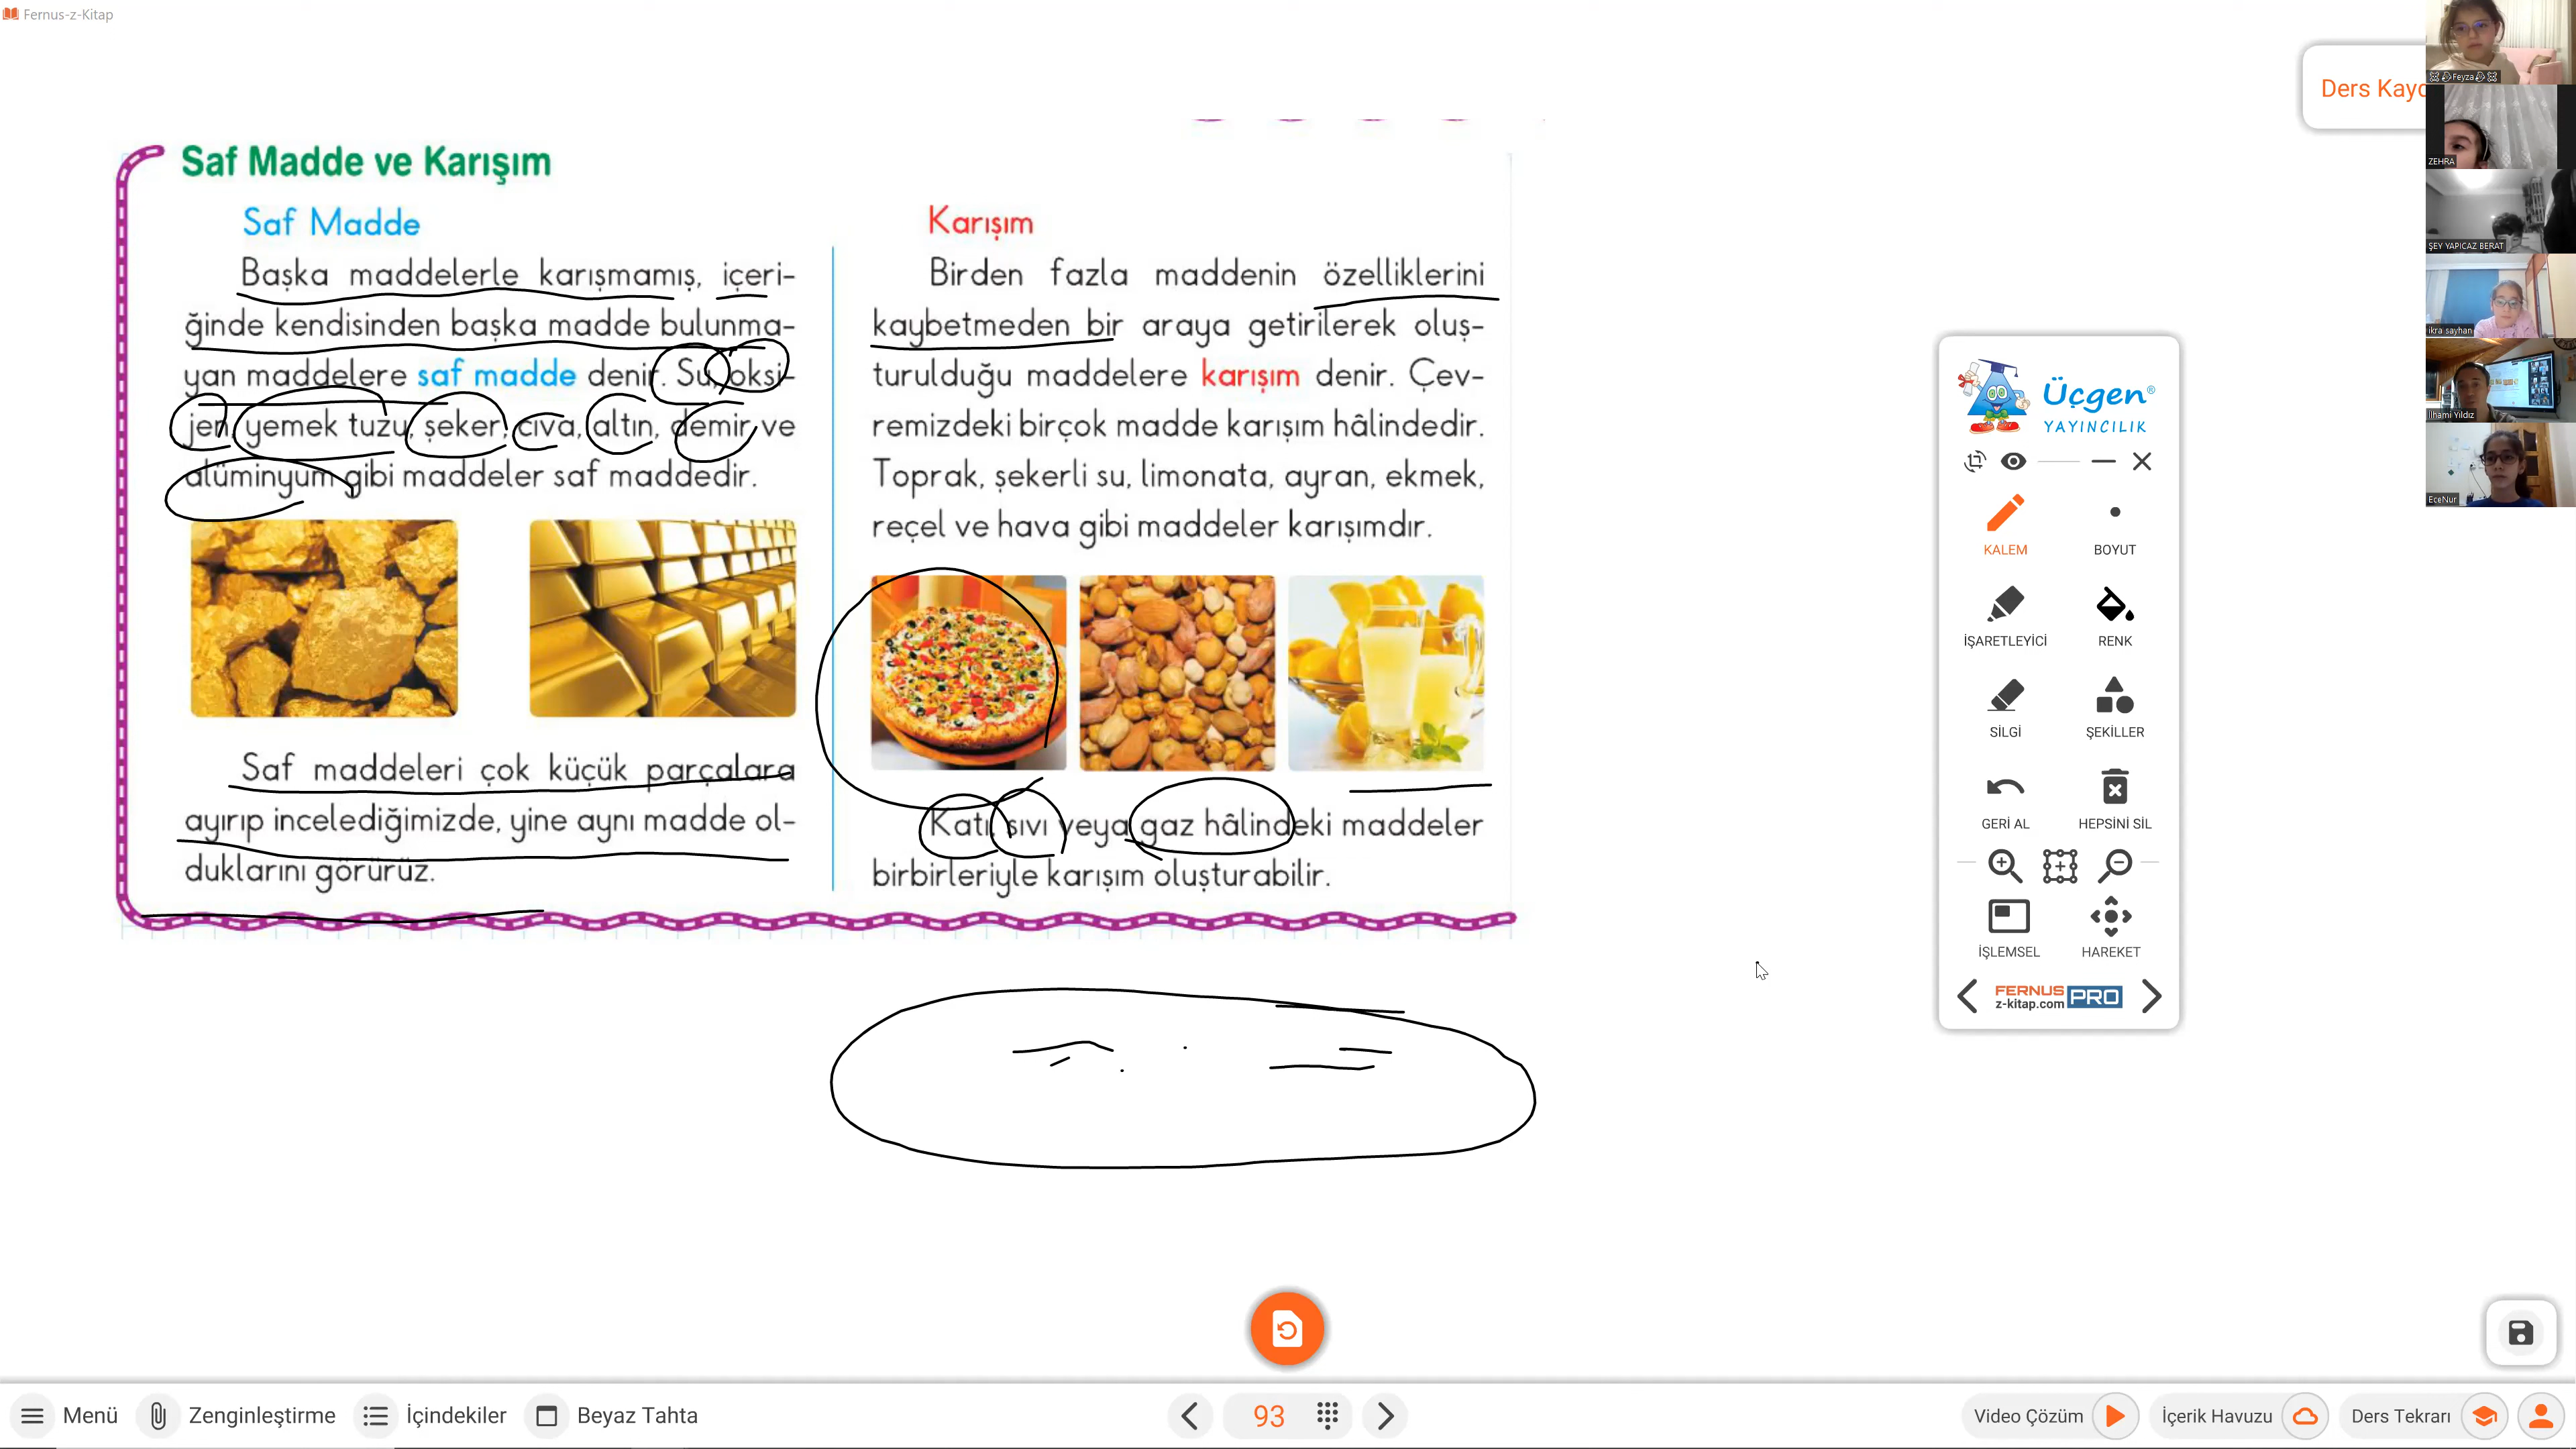 Fernus-z-Kitap
Ders Kayd
Feyza
ZEHRA
ŞEY YAPICAZ BERAT
ikra sayhan
İlhami Yıldız
EceNur
Saf Madde ve Karışım
Saf Madde
Başka maddelerle karışmamış, içeri-
ğinde kendisinden başka madde bulunma-
yan maddelere saf madde denir. Su, oksi-
jen, yemek tuzu, şeker, cıva, altın, demir ve
alüminyum gibi maddeler saf maddedir.
Saf maddeleri çok küçük parçalara
ayırıp incelediğimizde, yine aynı madde ol-
duklarını görürüz.
Karışım
Birden fazla maddenin özelliklerini
kaybetmeden bir araya getirilerek oluş-
turulduğu maddelere karışım denir. Çev-
remizdeki birçok madde karışım hâlindedir.
Toprak, şekerli su, limonata, ayran, ekmek,
reçel ve hava gibi maddeler karışımdır.
Katı, sıvı veya gaz hâlindeki maddeler
birbirleriyle karışım oluşturabilir.
Üçgen®
YAYINCILIK
KALEM
BOYUT
İŞARETLEYİCİ
RENK
SİLGİ
ŞEKİLLER
GERİ AL
HEPSİNİ SİL
İŞLEMSEL
HAREKET
FERNUS
z-kitap.com PRO
Menü
Zenginleştirme
İçindekiler
Beyaz Tahta
93
Video Çözüm
İçerik Havuzu
Ders Tekrarı